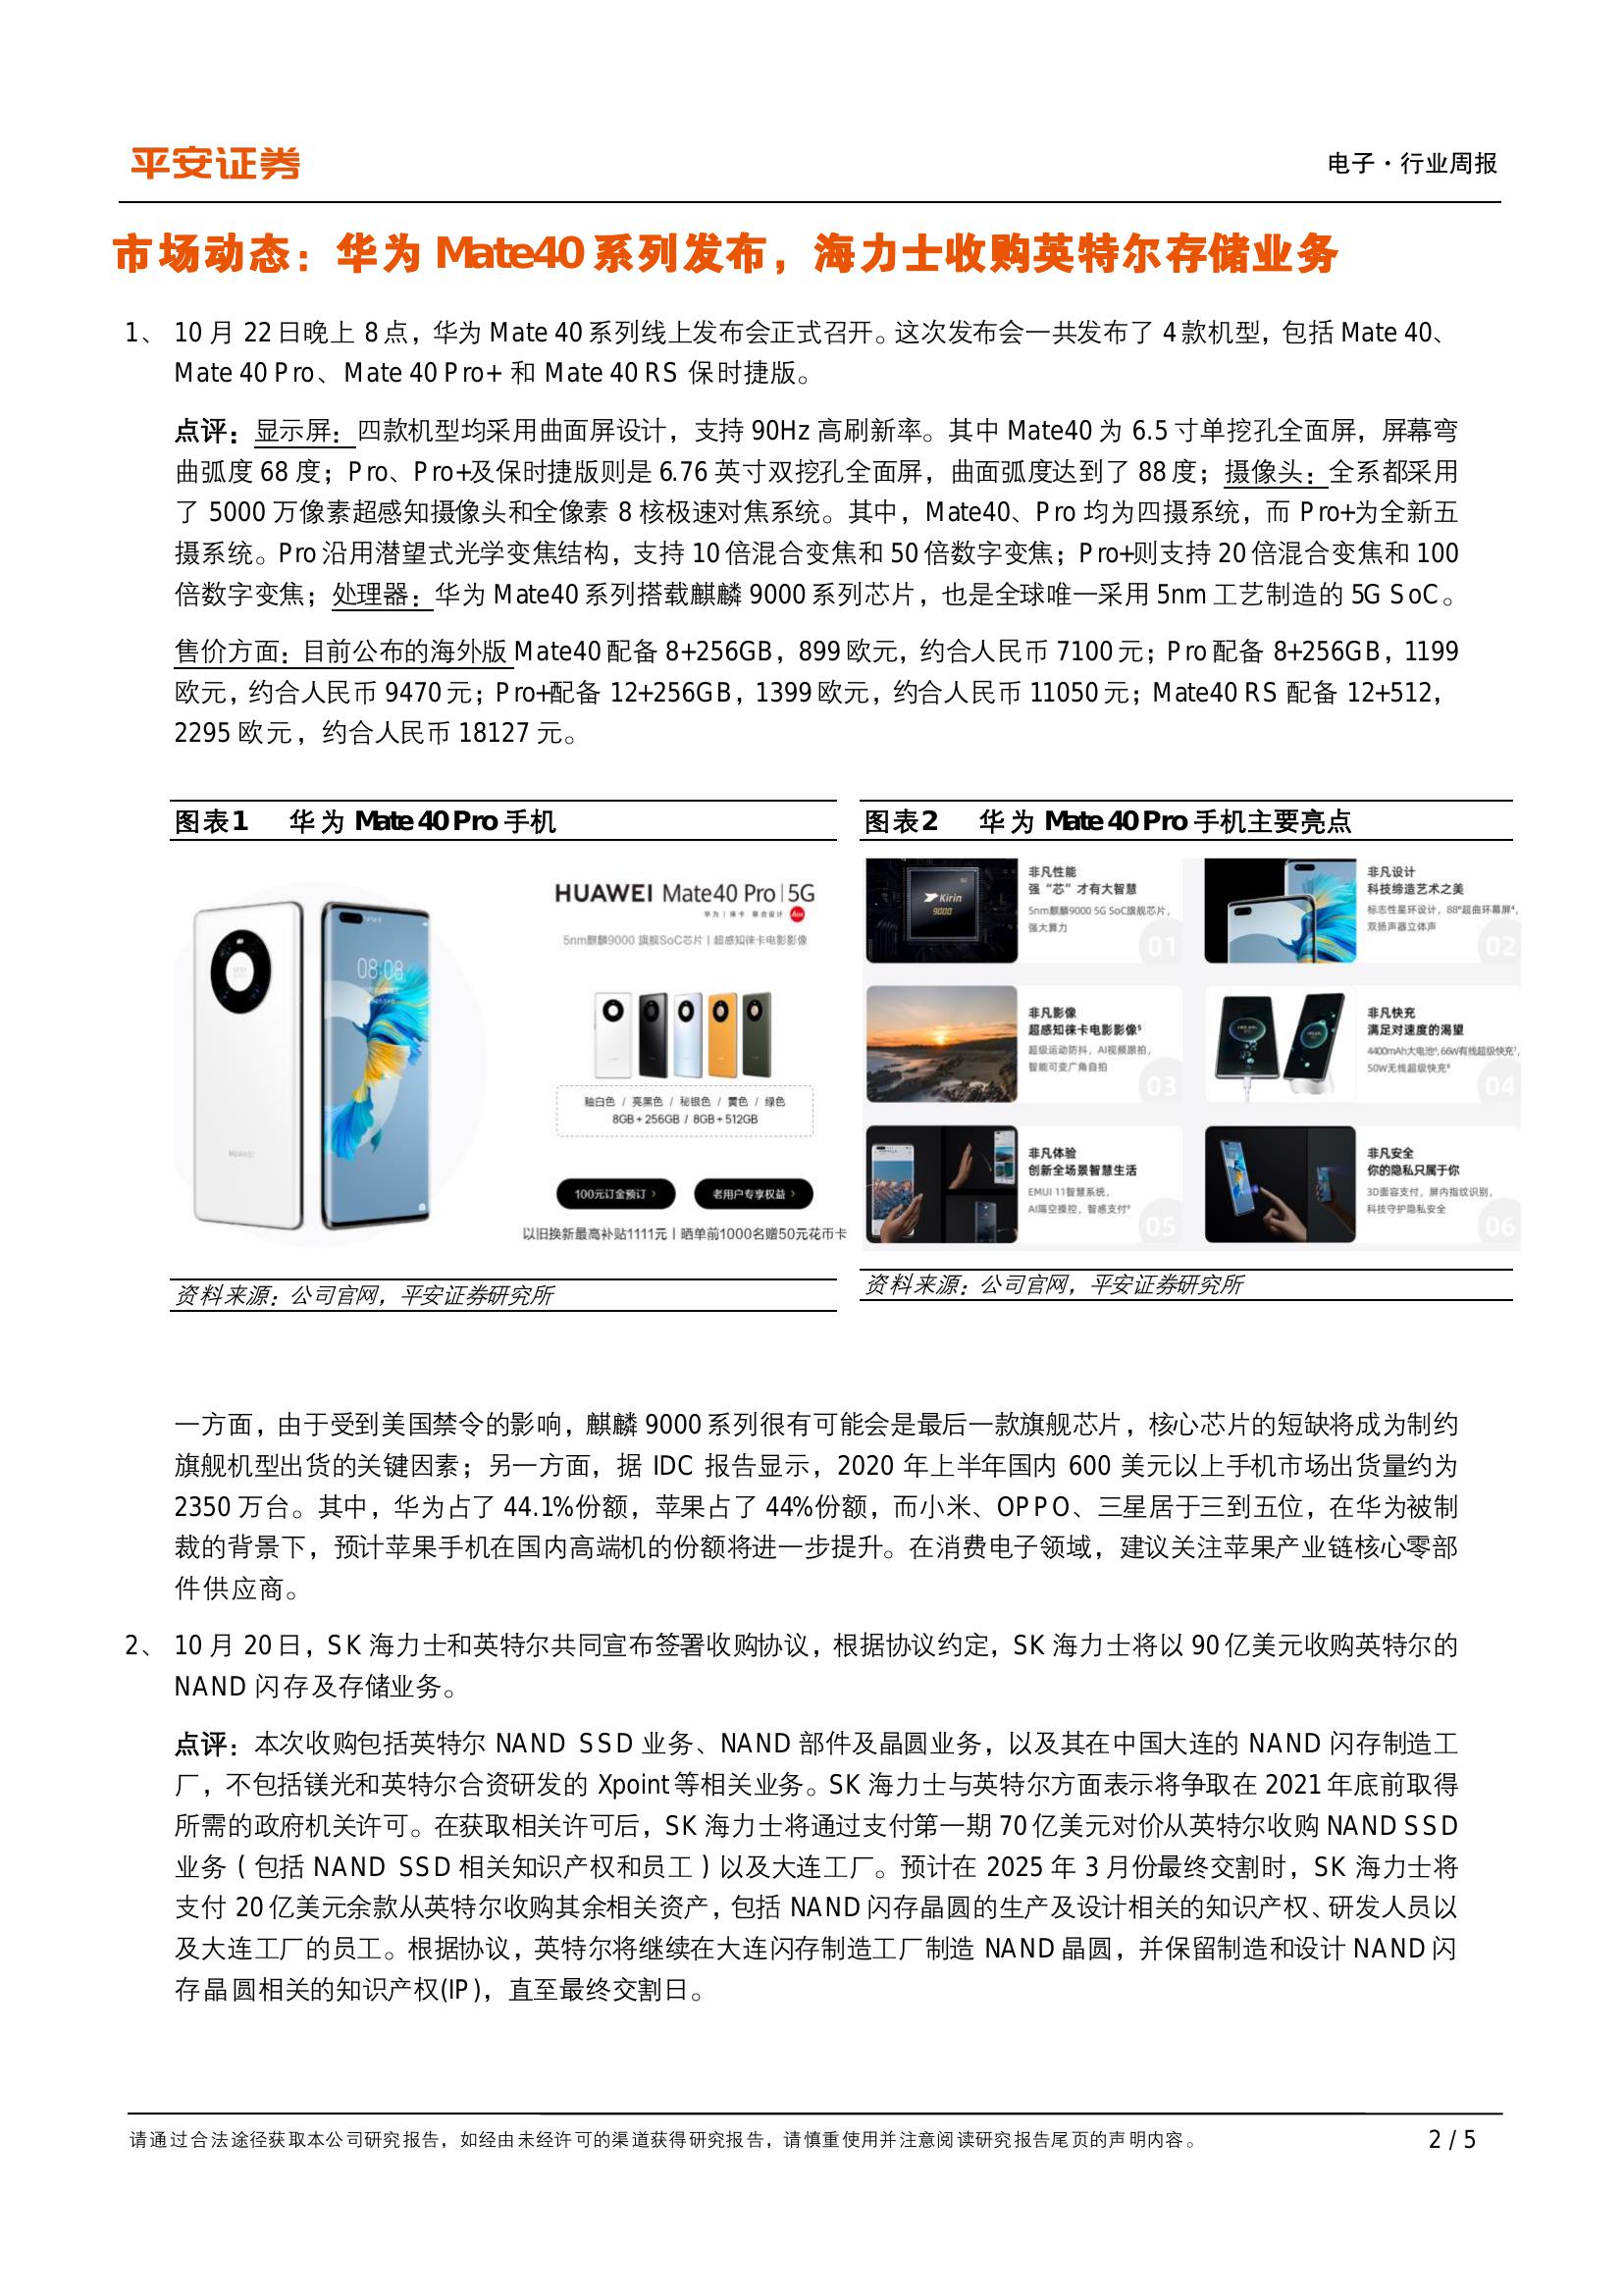 平安证券
电子·行业周报
市场动态：华为 Mate40 系列发布，海力士收购英特尔存储业务
1、 10 月 22 日晚上 8 点，华为 Mate 40 系列线上发布会正式召开。这次发布会一共发布了 4 款机型，包括 Mate 40、
Mate 40 Pro、Mate 40 Pro+ 和 Mate 40 RS 保时捷版。
点评：显示屏：四款机型均采用曲面屏设计，支持 90Hz 高刷新率。其中 Mate40 为 6.5 寸单挖孔全面屏，屏幕弯
曲弧度 68 度；Pro、Pro+及保时捷版则是 6.76 英寸双挖孔全面屏，曲面弧度达到了 88 度；摄像头：全系都采用
了 5000 万像素超感知摄像头和全像素 8 核极速对焦系统。其中，Mate40、Pro 均为四摄系统，而 Pro+为全新五
摄系统。Pro 沿用潜望式光学变焦结构，支持 10 倍混合变焦和 50 倍数字变焦；Pro+则支持 20 倍混合变焦和 100
倍数字变焦；处理器：华为 Mate40 系列搭载麒麟 9000 系列芯片，也是全球唯一采用 5nm 工艺制造的 5G SoC。
售价方面：目前公布的海外版 Mate40 配备 8+256GB，899 欧元，约合人民币 7100 元；Pro 配备 8+256GB，1199
欧元，约合人民币 9470 元；Pro+配备 12+256GB，1399 欧元，约合人民币 11050 元；Mate40 RS 配备 12+512，
2295 欧元，约合人民币 18127 元。
图表1 华为 Mate 40 Pro 手机
08:08
HUAWEI
HUAWEI Mate40 Pro | 5G
华为 | 徕卡 联合设计
5nm麒麟9000 旗舰SoC芯片 | 超感知徕卡电影影像
釉白色 / 亮黑色 / 秘银色 / 黄色 / 绿色
8GB+256GB / 8GB+512GB
100元订金预订 ›
老用户专享权益 ›
以旧换新最高补贴1111元 | 晒单前1000名赠50元花币卡
资料来源：公司官网，平安证券研究所
图表2 华为 Mate 40 Pro 手机主要亮点
Kirin
9000
非凡性能
强“芯”才有大智慧
5nm麒麟9000 5G SoC旗舰芯片，
强大算力
01
非凡设计
科技缔造艺术之美
标志性星环设计，88°超曲环幕屏⁴，
双扬声器立体声
02
非凡影像
超感知徕卡电影影像⁵
超级运动防抖，AI视频跟拍，
智能可变广角自拍
03
非凡快充
满足对速度的渴望
4400mAh大电池⁶,66W有线超级快充⁷,
50W无线超级快充⁸
04
非凡体验
创新全场景智慧生活
EMUI 11智慧系统，
AI隔空操控，智感支付⁹
05
非凡安全
你的隐私只属于你
3D面容支付，屏内指纹识别，
科技守护隐私安全
06
资料来源：公司官网，平安证券研究所
一方面，由于受到美国禁令的影响，麒麟 9000 系列很有可能会是最后一款旗舰芯片，核心芯片的短缺将成为制约
旗舰机型出货的关键因素；另一方面，据 IDC 报告显示，2020 年上半年国内 600 美元以上手机市场出货量约为
2350 万台。其中，华为占了 44.1%份额，苹果占了 44%份额，而小米、OPPO、三星居于三到五位，在华为被制
裁的背景下，预计苹果手机在国内高端机的份额将进一步提升。在消费电子领域，建议关注苹果产业链核心零部
件供应商。
2、 10 月 20 日，SK 海力士和英特尔共同宣布签署收购协议，根据协议约定，SK 海力士将以 90 亿美元收购英特尔的
NAND 闪存及存储业务。
点评：本次收购包括英特尔 NAND SSD 业务、NAND 部件及晶圆业务，以及其在中国大连的 NAND 闪存制造工
厂，不包括镁光和英特尔合资研发的 Xpoint 等相关业务。SK 海力士与英特尔方面表示将争取在 2021 年底前取得
所需的政府机关许可。在获取相关许可后，SK 海力士将通过支付第一期 70 亿美元对价从英特尔收购 NAND SSD
业务（包括 NAND SSD 相关知识产权和员工）以及大连工厂。预计在 2025 年 3 月份最终交割时，SK 海力士将
支付 20 亿美元余款从英特尔收购其余相关资产，包括 NAND 闪存晶圆的生产及设计相关的知识产权、研发人员以
及大连工厂的员工。根据协议，英特尔将继续在大连闪存制造工厂制造 NAND 晶圆，并保留制造和设计 NAND 闪
存晶圆相关的知识产权(IP)，直至最终交割日。
请通过合法途径获取本公司研究报告，如经由未经许可的渠道获得研究报告，请慎重使用并注意阅读研究报告尾页的声明内容。
2 / 5